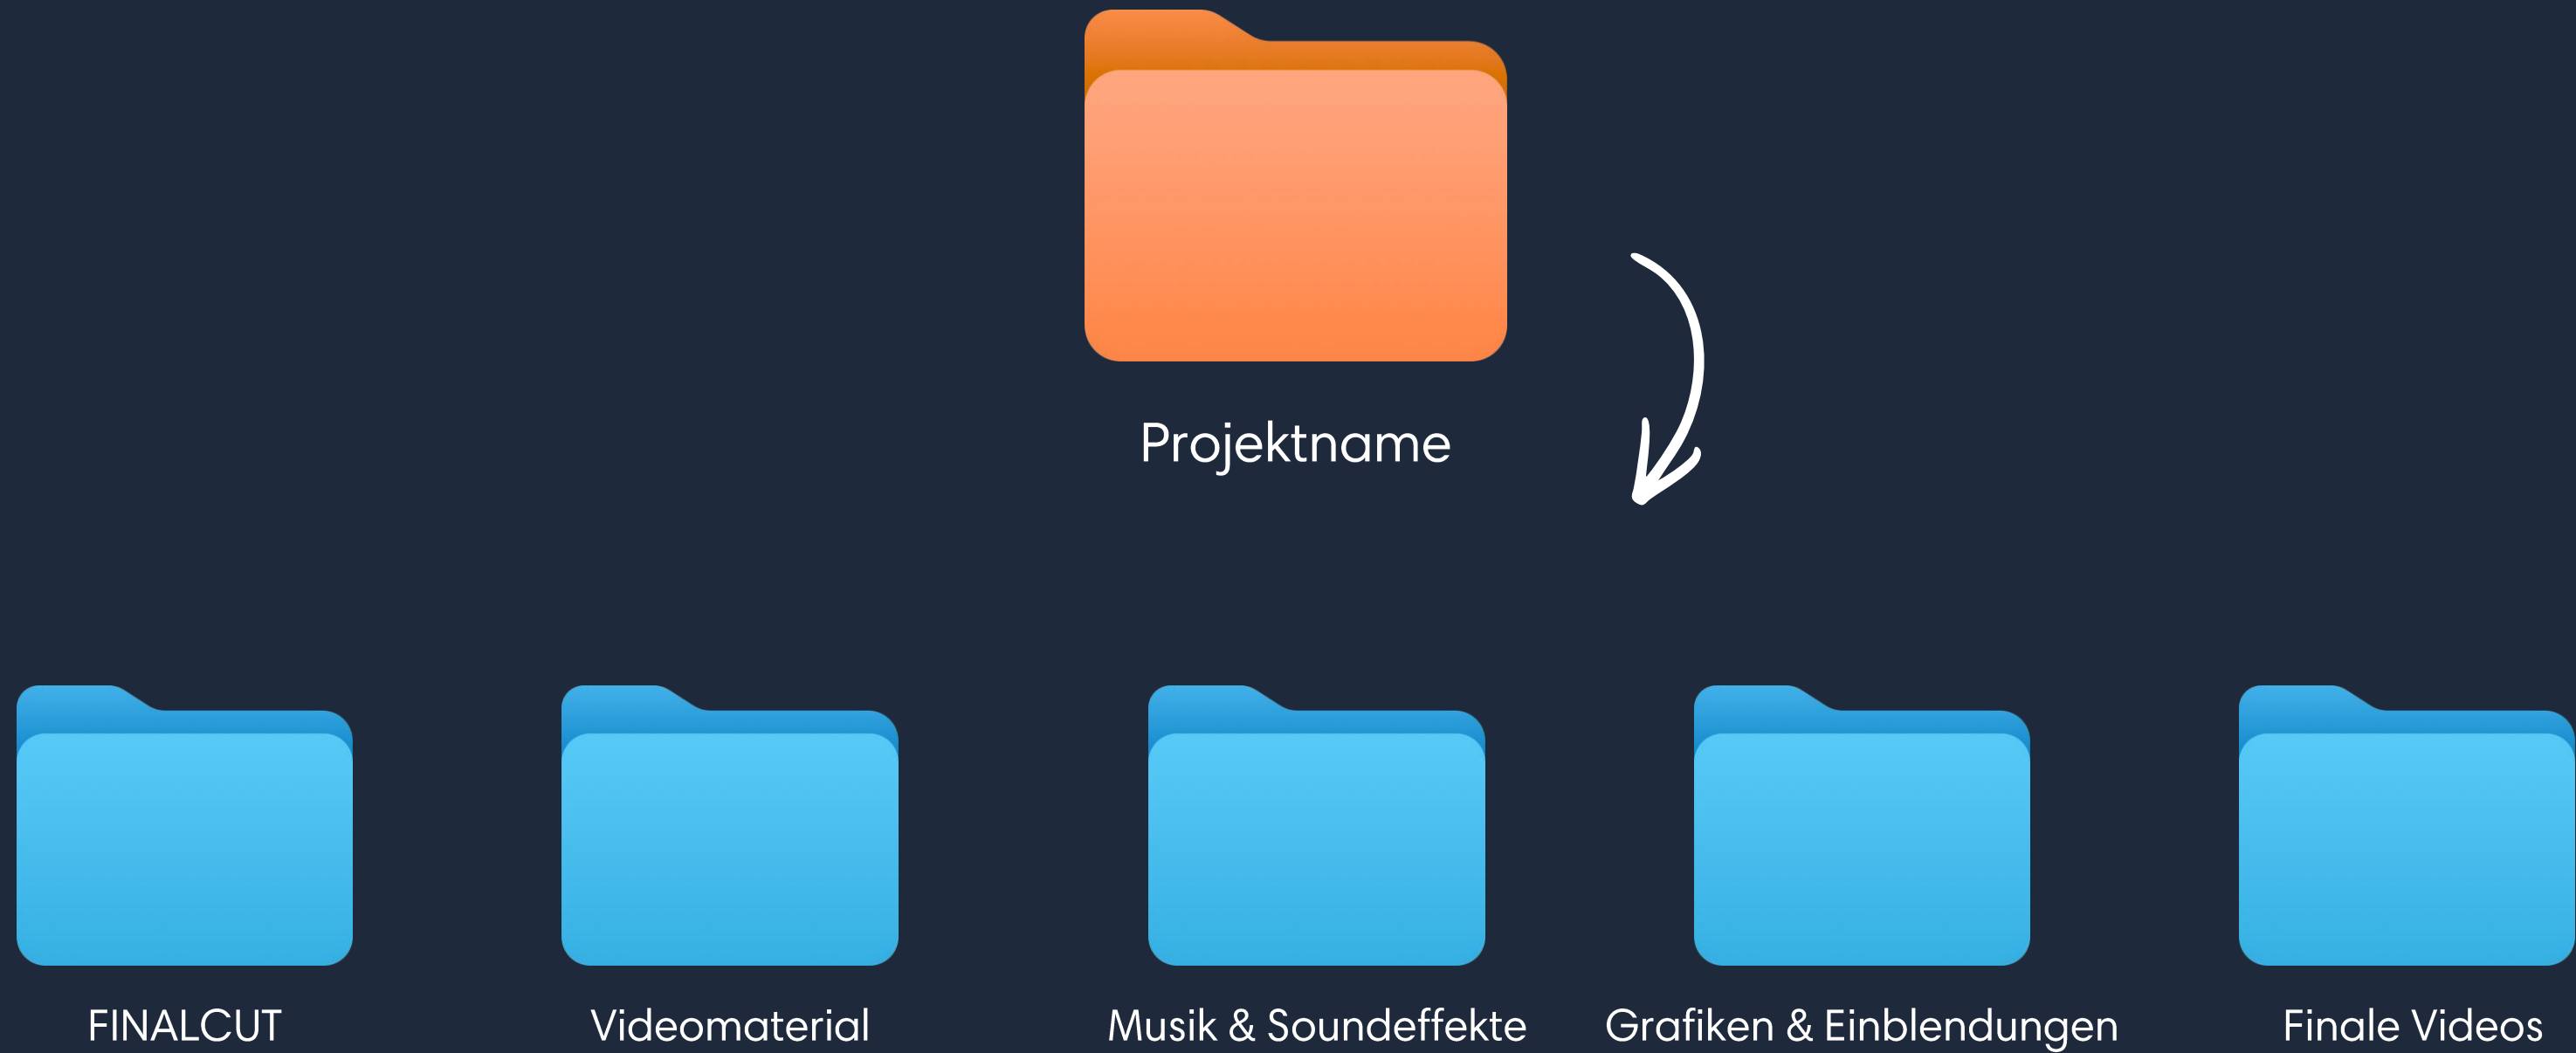 Projektname
FINALCUT
Videomaterial
Musik & Soundeffekte
Grafiken & Einblendungen
Finale Videos